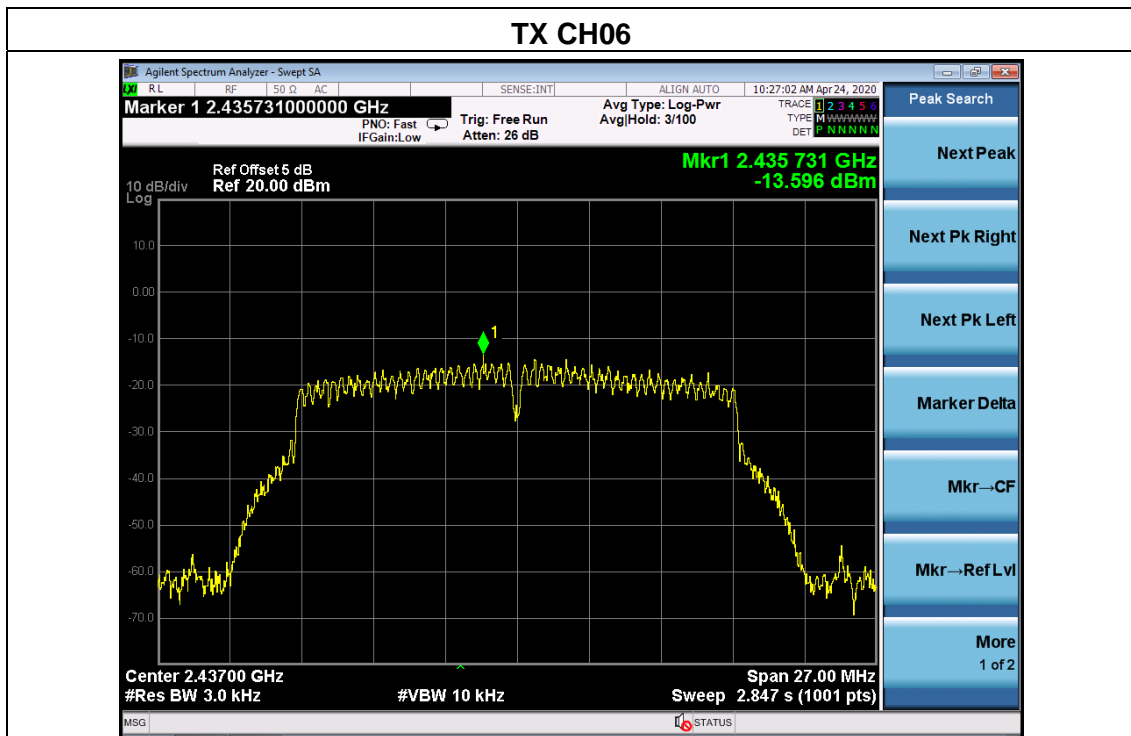 TX CH06
Agilent Spectrum Analyzer - Swept SA
LXI RL RF 50 Ω AC SENSE:INT ALIGN AUTO 10:27:02 AM Apr 24, 2020
Marker 1 2.435731000000 GHz
PNO: Fast
IFGain:Low
Trig: Free Run
Atten: 26 dB
Avg Type: Log-Pwr
Avg|Hold: 3/100
TRACE 1 2 3 4 5 6
TYPE M WWWWW
DET P N N N N N
Ref Offset 5 dB
10 dB/div Ref 20.00 dBm
Log
Mkr1 2.435 731 GHz
-13.596 dBm
10.0
0.00
-10.0
-20.0
-30.0
-40.0
-50.0
-60.0
-70.0
1
Center 2.43700 GHz
#Res BW 3.0 kHz
#VBW 10 kHz
Span 27.00 MHz
Sweep 2.847 s (1001 pts)
MSG
STATUS
Peak Search
Next Peak
Next Pk Right
Next Pk Left
Marker Delta
Mkr→CF
Mkr→Ref Lvl
More
1 of 2